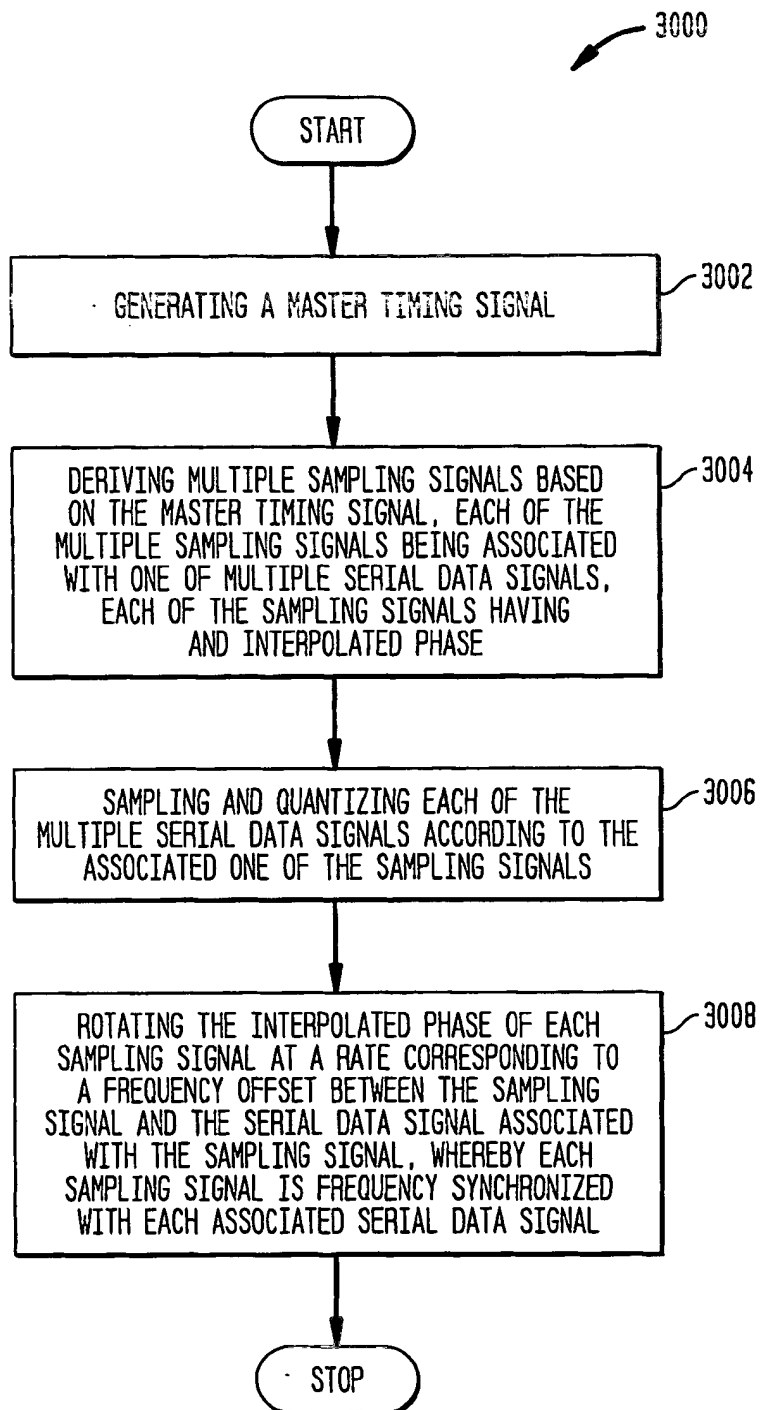 3000
START
GENERATING A MASTER TIMING SIGNAL
3002
DERIVING MULTIPLE SAMPLING SIGNALS BASED
ON THE MASTER TIMING SIGNAL, EACH OF THE
MULTIPLE SAMPLING SIGNALS BEING ASSOCIATED
WITH ONE OF MULTIPLE SERIAL DATA SIGNALS,
EACH OF THE SAMPLING SIGNALS HAVING
AND INTERPOLATED PHASE
3004
SAMPLING AND QUANTIZING EACH OF THE
MULTIPLE SERIAL DATA SIGNALS ACCORDING TO THE
ASSOCIATED ONE OF THE SAMPLING SIGNALS
3006
ROTATING THE INTERPOLATED PHASE OF EACH
SAMPLING SIGNAL AT A RATE CORRESPONDING TO
A FREQUENCY OFFSET BETWEEN THE SAMPLING
SIGNAL AND THE SERIAL DATA SIGNAL ASSOCIATED
WITH THE SAMPLING SIGNAL, WHEREBY EACH
SAMPLING SIGNAL IS FREQUENCY SYNCHRONIZED
WITH EACH ASSOCIATED SERIAL DATA SIGNAL
3008
STOP